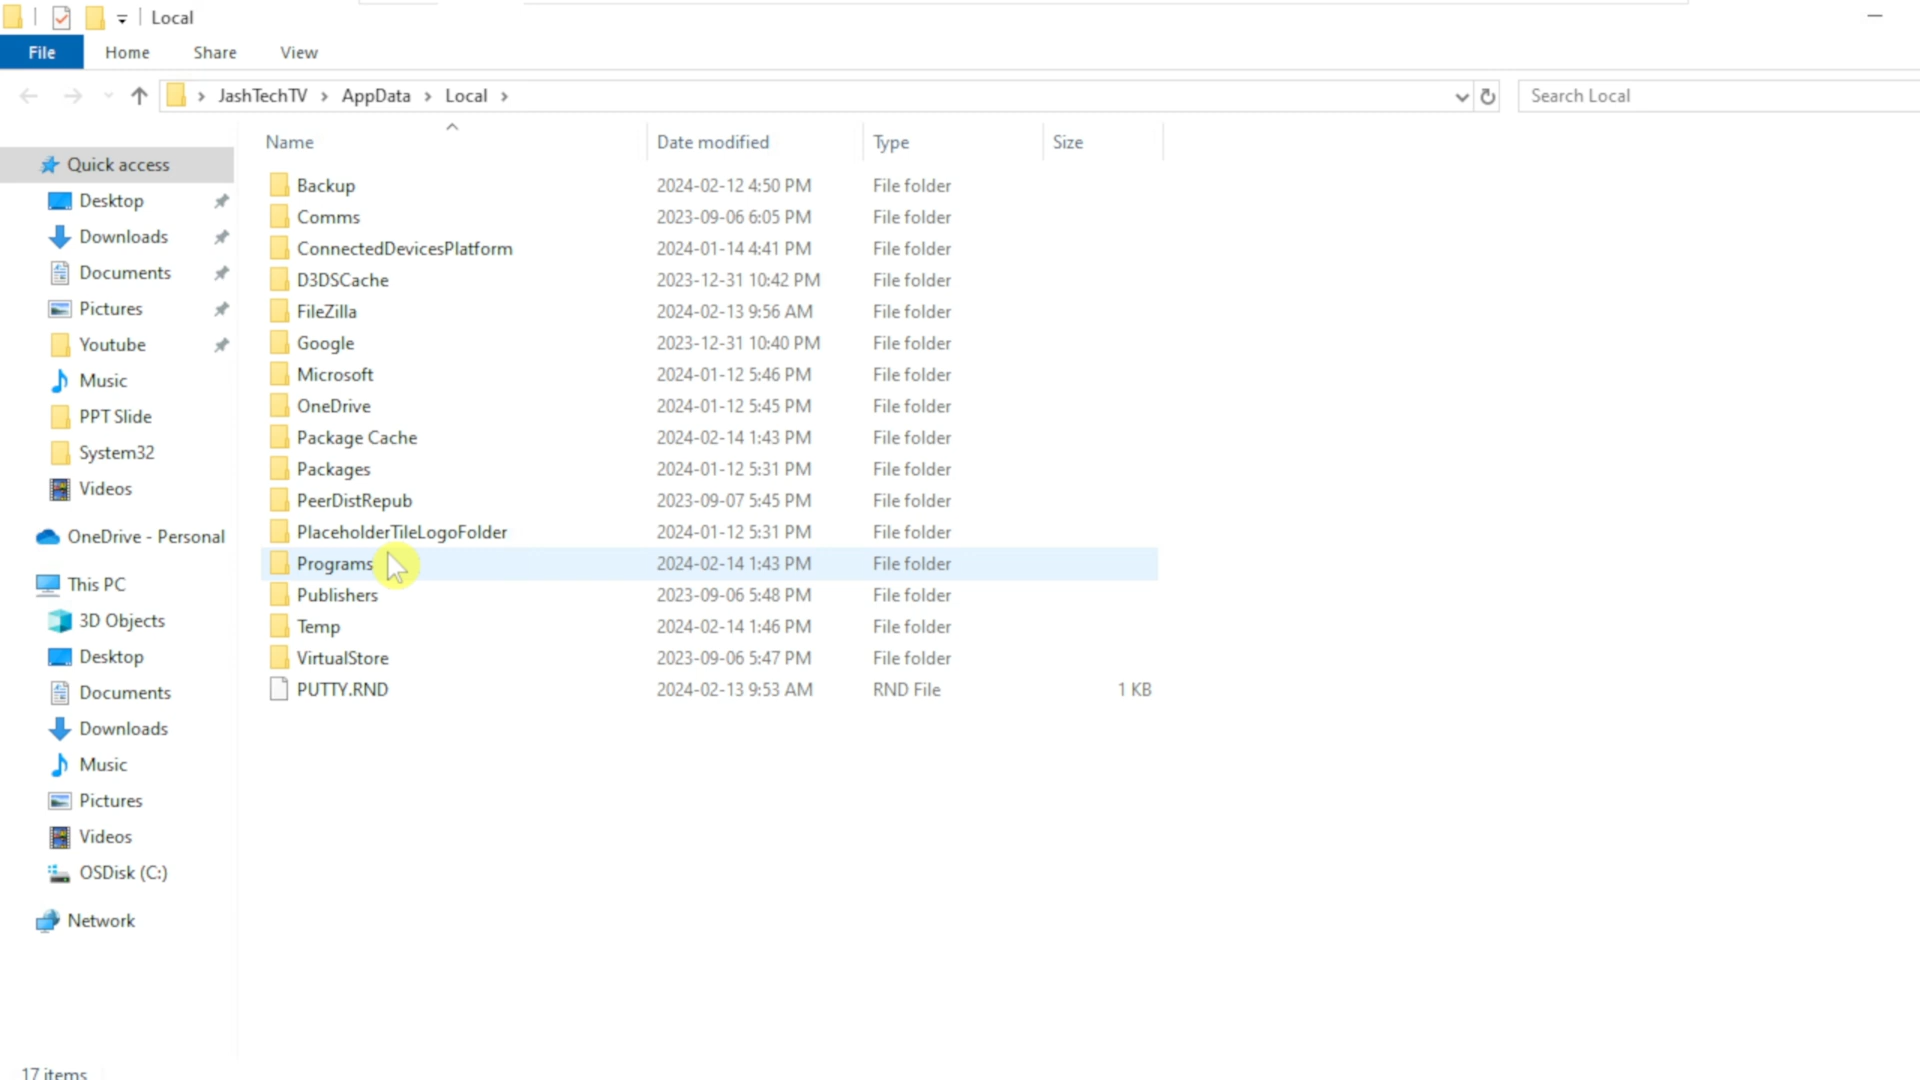 Local
File Home Share View
JashTechTV > AppData > Local >
Search Local
Name Date modified Type Size
Quick access
Desktop
Downloads
Documents
Pictures
Youtube
Music
PPT Slide
System32
Videos
OneDrive - Personal
This PC
3D Objects
Desktop
Documents
Downloads
Music
Pictures
Videos
OSDisk (C:)
Network
Backup 2024-02-12 4:50 PM File folder
Comms 2023-09-06 6:05 PM File folder
ConnectedDevicesPlatform 2024-01-14 4:41 PM File folder
D3DSCache 2023-12-31 10:42 PM File folder
FileZilla 2024-02-13 9:56 AM File folder
Google 2023-12-31 10:40 PM File folder
Microsoft 2024-01-12 5:46 PM File folder
OneDrive 2024-01-12 5:45 PM File folder
Package Cache 2024-02-14 1:43 PM File folder
Packages 2024-01-12 5:31 PM File folder
PeerDistRepub 2023-09-07 5:45 PM File folder
PlaceholderTileLogoFolder 2024-01-12 5:31 PM File folder
Programs 2024-02-14 1:43 PM File folder
Publishers 2023-09-06 5:48 PM File folder
Temp 2024-02-14 1:46 PM File folder
VirtualStore 2023-09-06 5:47 PM File folder
PUTTY.RND 2024-02-13 9:53 AM RND File 1 KB
17 items